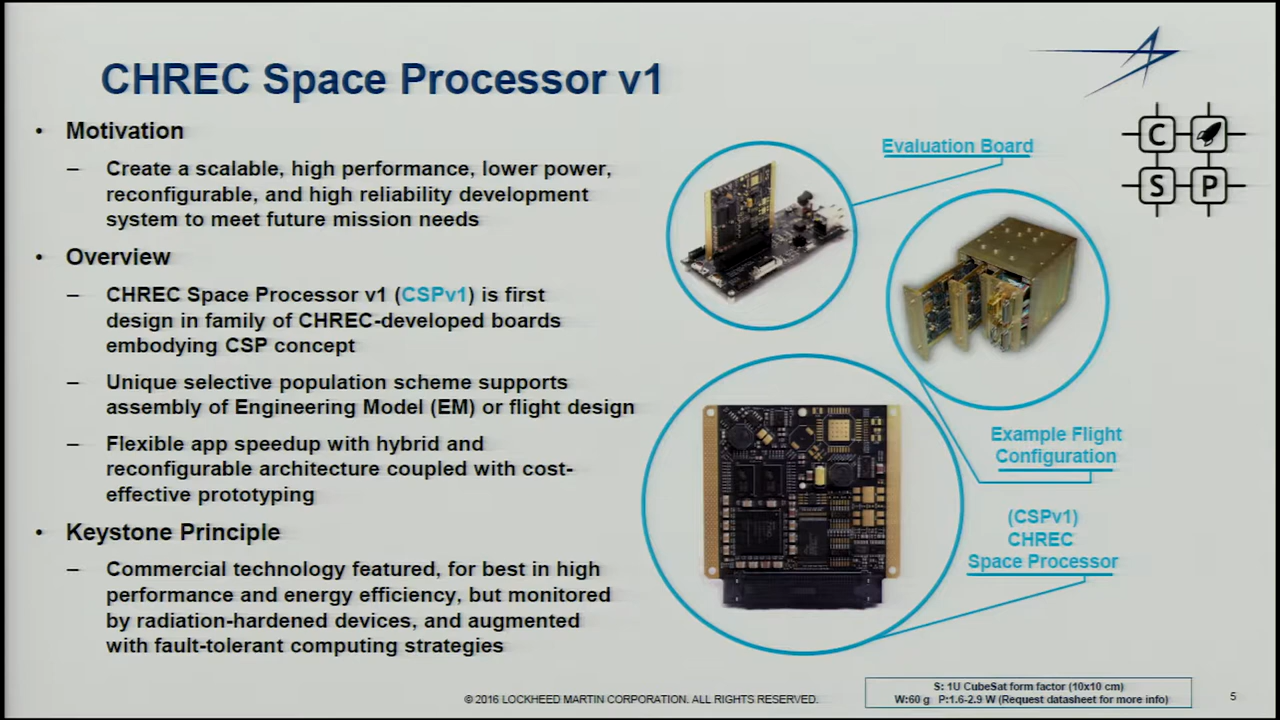 CHREC Space Processor v1
• Motivation
– Create a scalable, high performance, lower power,
reconfigurable, and high reliability development
system to meet future mission needs
• Overview
– CHREC Space Processor v1 (CSPv1) is first
design in family of CHREC-developed boards
embodying CSP concept
– Unique selective population scheme supports
assembly of Engineering Model (EM) or flight design
– Flexible app speedup with hybrid and
reconfigurable architecture coupled with cost-
effective prototyping
• Keystone Principle
– Commercial technology featured, for best in high
performance and energy efficiency, but monitored
by radiation-hardened devices, and augmented
with fault-tolerant computing strategies
Evaluation Board
C
S P
Example Flight
Configuration
(CSPv1)
CHREC
Space Processor
© 2016 LOCKHEED MARTIN CORPORATION. ALL RIGHTS RESERVED.
S: 1U CubeSat form factor (10x10 cm)
W:60 g P:1.6-2.9 W (Request datasheet for more info)
5